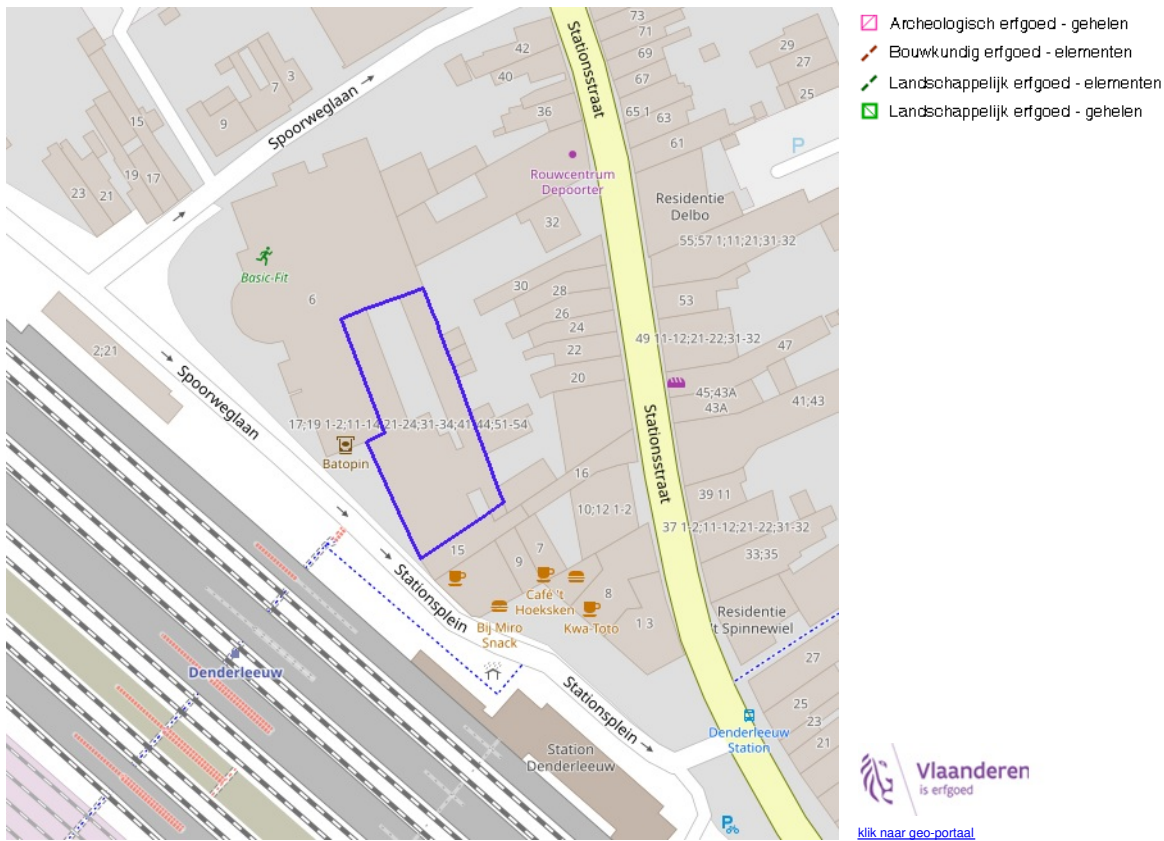 73
71
69
67
65 1
63
61
42
40
36
29
27
25
Stationsstraat
3
7
9
15
19
17
23
21
Spoorweglaan
Rouwcentrum
Depoorter
32
Residentie
Delbo
55;57 1;11;21;31-32
P
Basic-Fit
6
30
28
26
24
22
20
53
49 11-12;21-22;31-32
47
45;43A
43A
41;43
2;21
Spoorweglaan
17;19 1-2;11-14;21-24;31-34;41-44;51-54
Batopin
Stationsstraat
16
10;12 1-2
39 11
37 1-2;11-12;21-22;31-32
33;35
15
9
7
8
1 3
Café 't
Hoeksken
Bij Miro
Snack
Kwa-Toto
Stationsplein
Residentie
't Spinnewiel
27
25
23
21
Denderleeuw
Stationsplein
Station
Denderleeuw
Denderleeuw
Station
P
Archeologisch erfgoed - gehelen
Bouwkundig erfgoed - elementen
Landschappelijk erfgoed - elementen
Landschappelijk erfgoed - gehelen
Vlaanderen
is erfgoed
klik naar geo-portaal